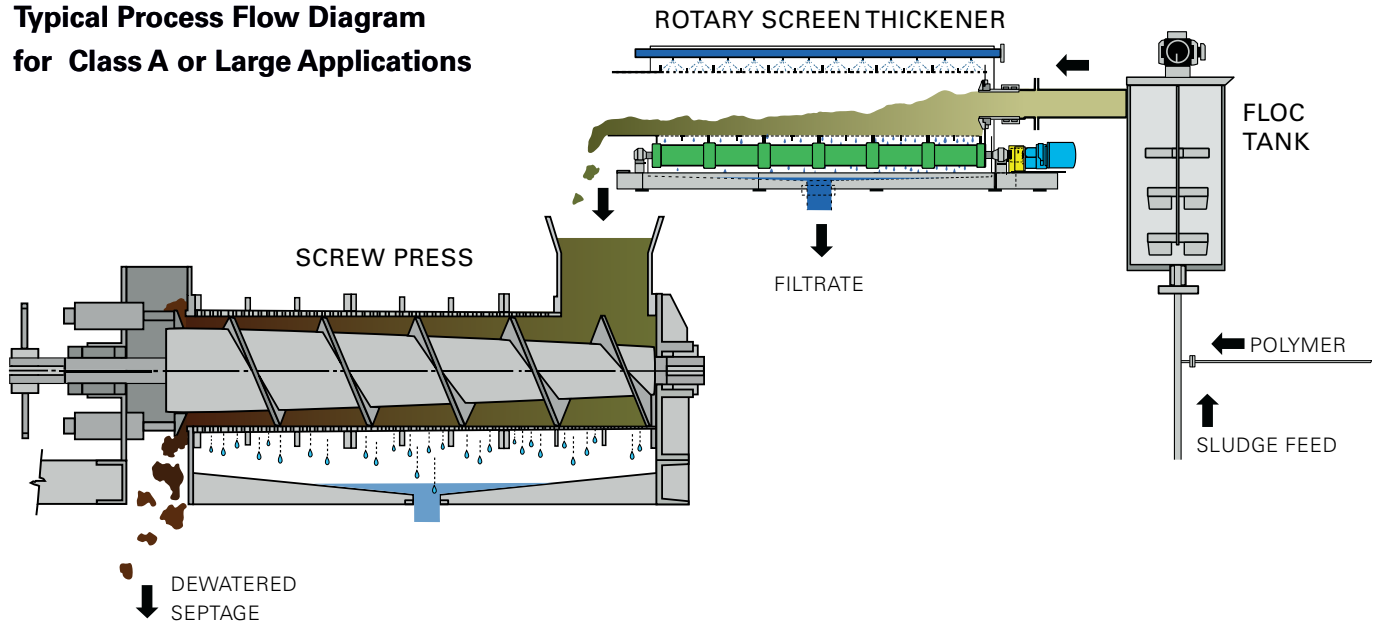 Typical Process Flow Diagram
for Class A or Large Applications
ROTARY SCREEN THICKENER
FLOC
TANK
SCREW PRESS
FILTRATE
POLYMER
SLUDGE FEED
DEWATERED
SEPTAGE